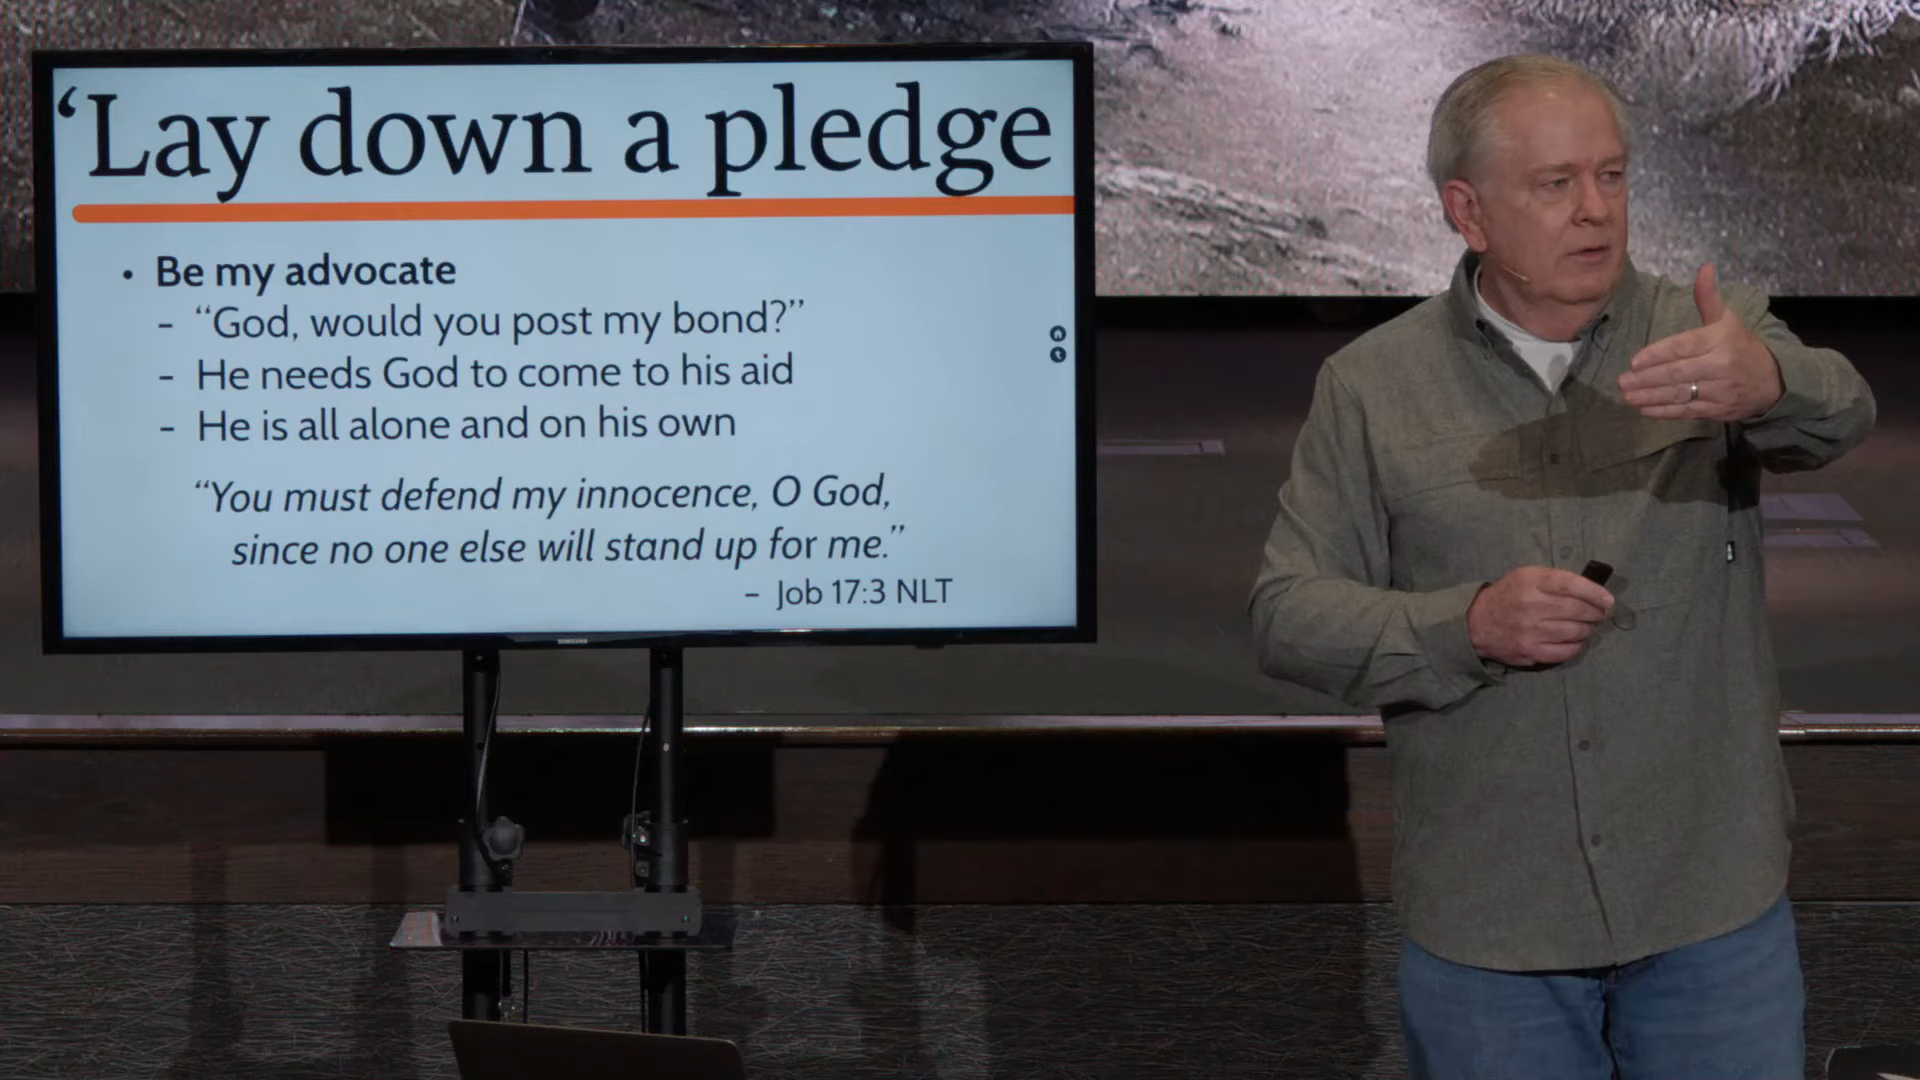 ‘Lay down a pledge
• Be my advocate
- “God, would you post my bond?”
- He needs God to come to his aid
- He is all alone and on his own
“You must defend my innocence, O God,
since no one else will stand up for me.”
- Job 17:3 NLT
SAMSUNG